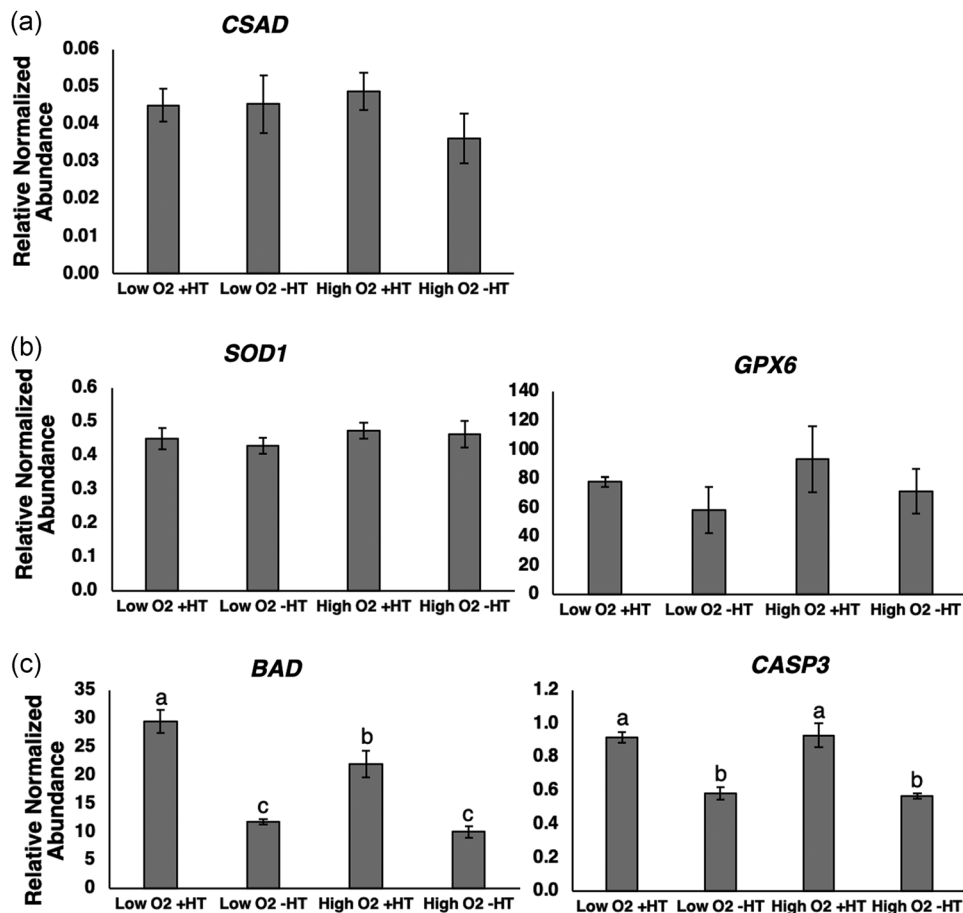 (a)
CSAD
Relative Normalized
Abundance
0.06
0.05
0.04
0.03
0.02
0.01
0.00
Low O2 +HT Low O2 -HT High O2 +HT High O2 -HT
(b)
SOD1
Relative Normalized
Abundance
0.6
0.5
0.4
0.3
0.2
0.1
0.0
Low O2 +HT Low O2 -HT High O2 +HT High O2 -HT
GPX6
140
120
100
80
60
40
20
0
Low O2 +HT Low O2 -HT High O2 +HT High O2 -HT
(c)
BAD
Relative Normalized
Abundance
35
30
25
20
15
10
5
0
a
c
b
c
Low O2 +HT Low O2 -HT High O2 +HT High O2 -HT
CASP3
1.2
1.0
0.8
0.6
0.4
0.2
0.0
a
b
a
b
Low O2 +HT Low O2 -HT High O2 +HT High O2 -HT